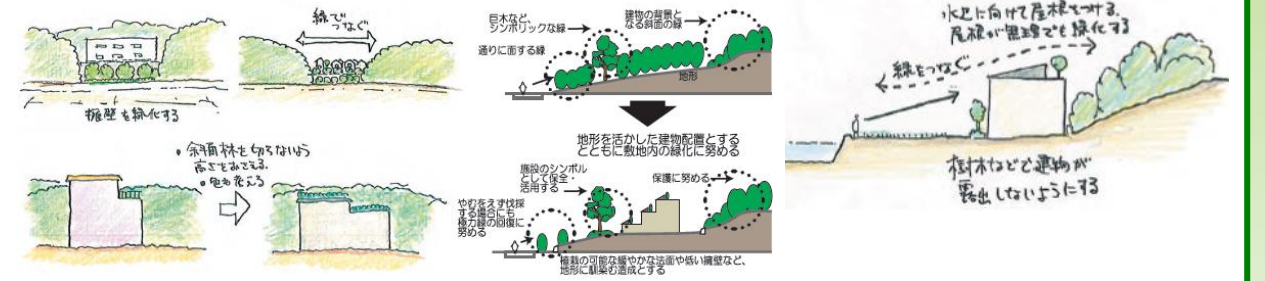 緑で
つなぐ
擁壁を緑化する
・斜面林を切らないよう
高さをおさえる.
・色も考える
巨木など、
シンボリックな緑
建物の背景と
なる斜面の緑
通りに面する緑
地形
地形を活かした建物配置とする
とともに敷地内の緑化に努める
施設のシンボル
として保全・
活用する
保護に努める
やむをえず伐採
する場合にも
極力緑の回復に
努める
植栽の可能な緩やかな法面や低い擁壁など、
地形に馴染む造成とする
水辺に向けて屋根をつける.
屋根が無理でも緑化する
緑をつなぐ
樹木などで建物が
露出しないようにする